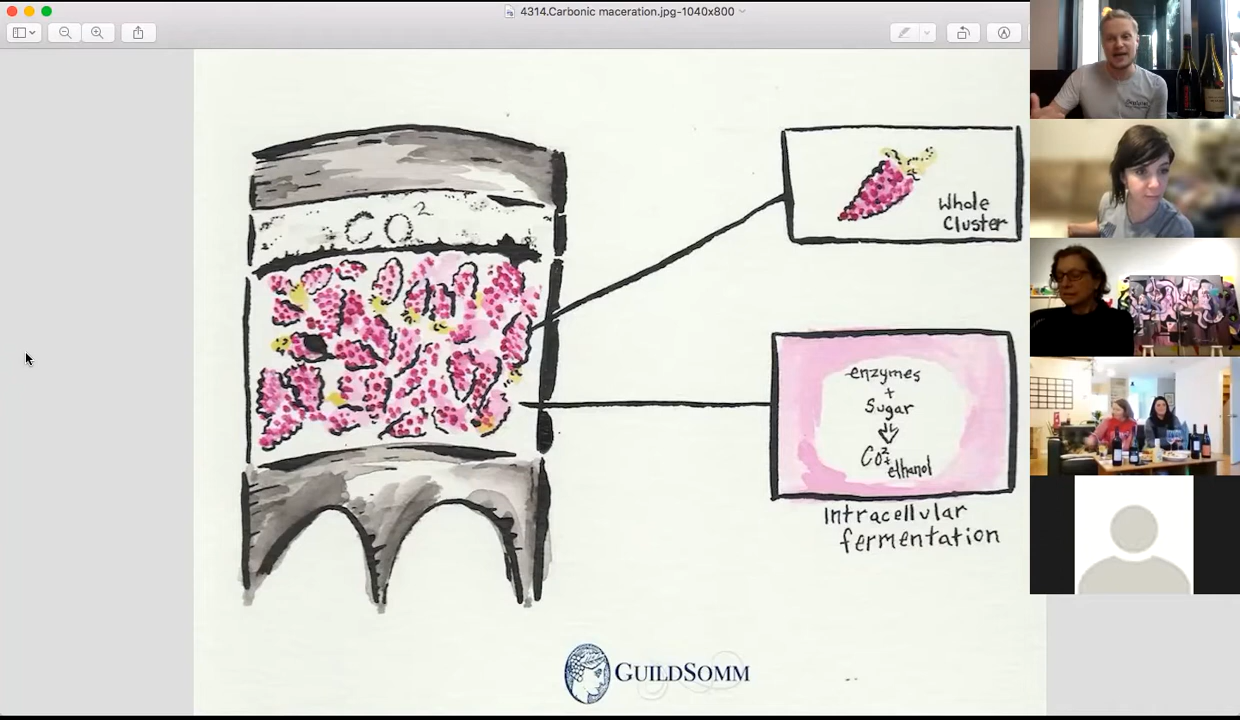 4314.Carbonic maceration.jpg-1040x800
CO²
Whole
Cluster
enzymes
+
Sugar
Co² +
ethanol
Intracellular
fermentation
GUILDSOMM